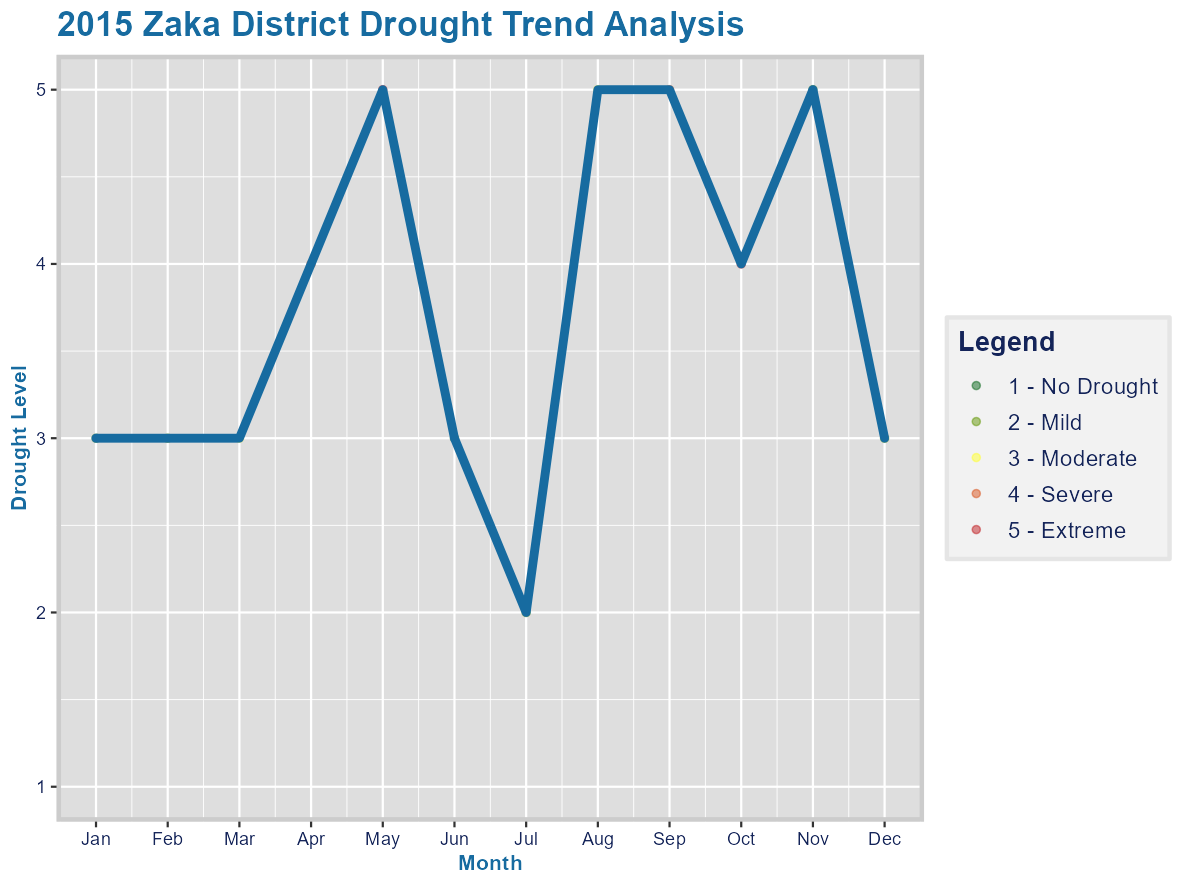 2015 Zaka District Drought Trend Analysis
Drought Level
5
4
3
2
1
Jan Feb Mar Apr May Jun Jul Aug Sep Oct Nov Dec
Month
Legend
1 - No Drought
2 - Mild
3 - Moderate
4 - Severe
5 - Extreme